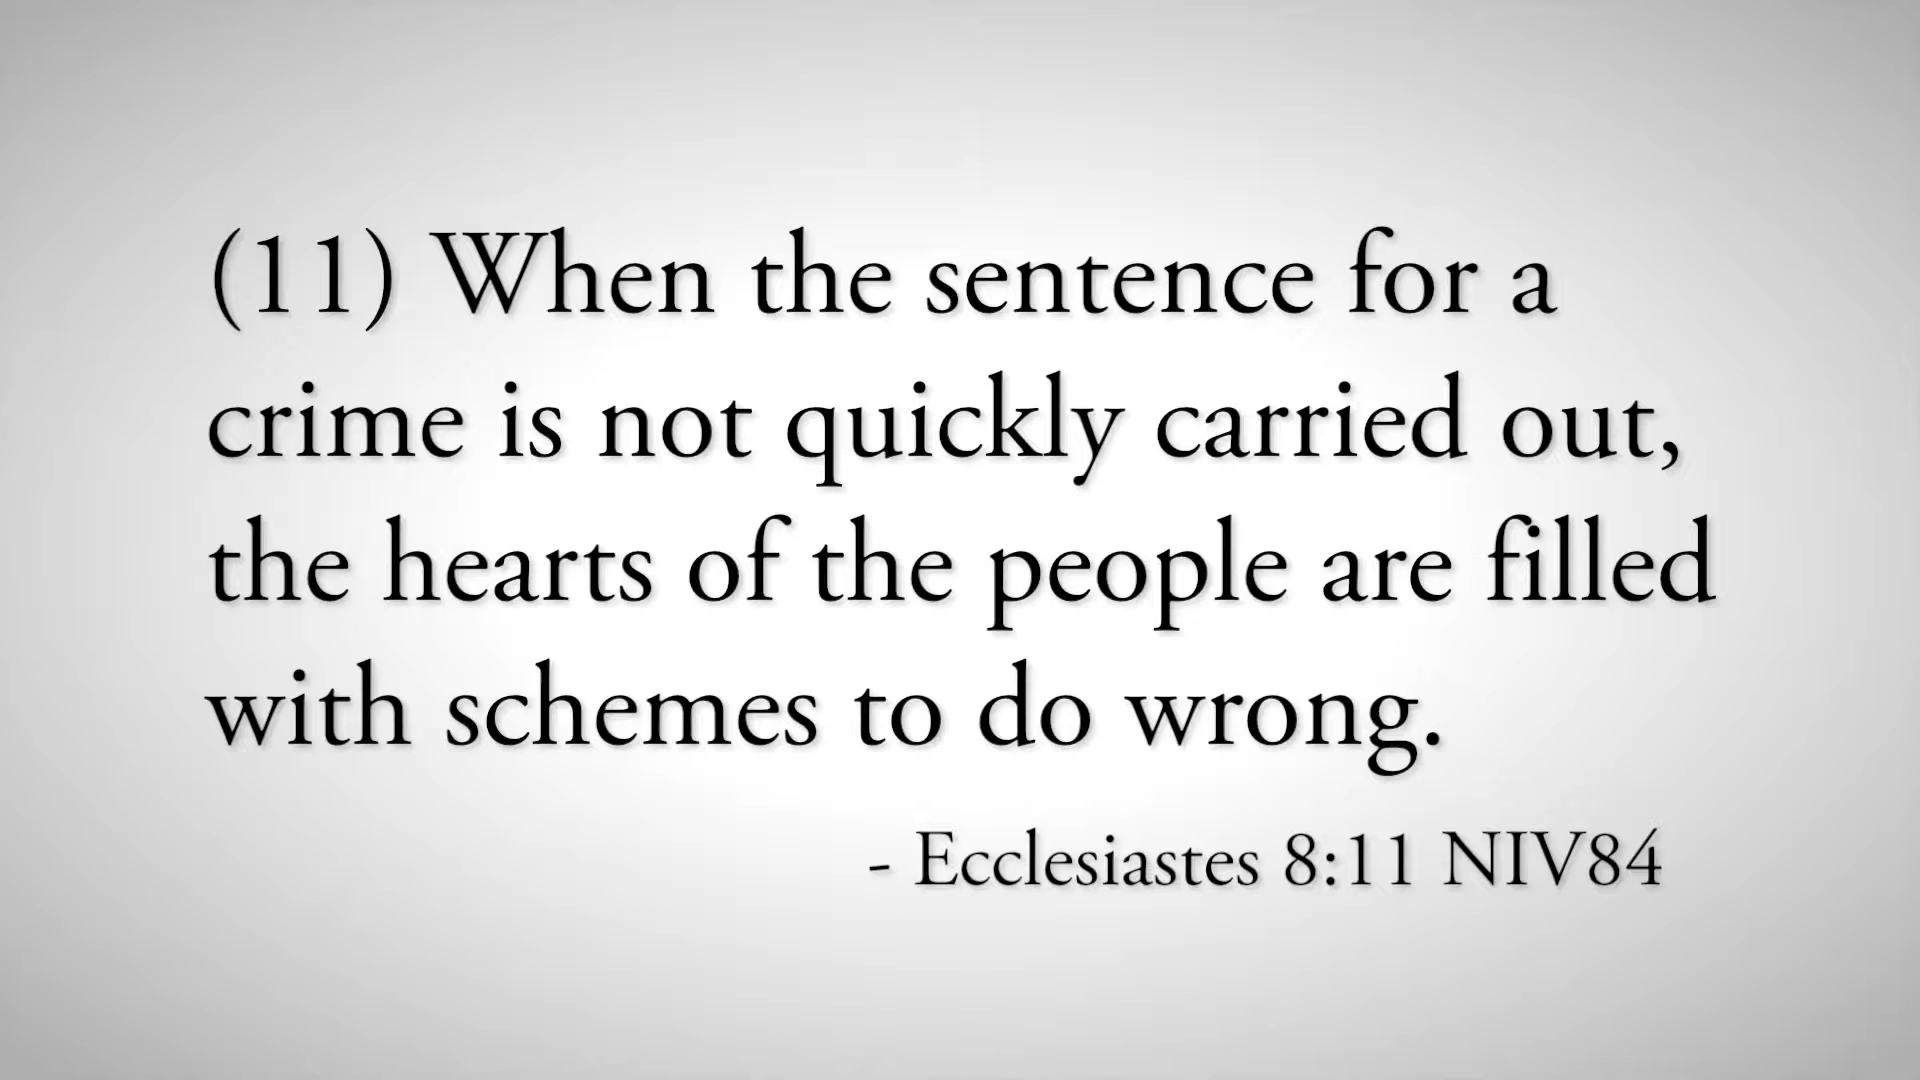 (11) When the sentence for a
crime is not quickly carried out,
the hearts of the people are filled
with schemes to do wrong.
- Ecclesiastes 8:11 NIV84